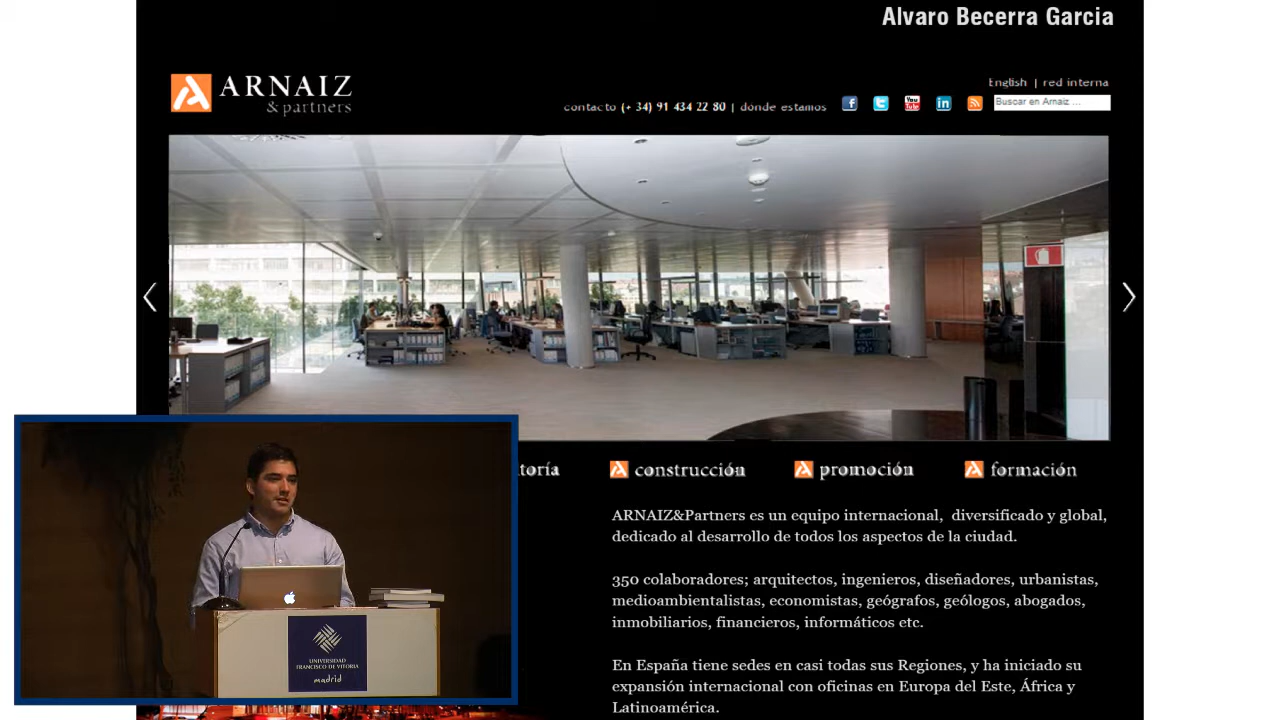 Alvaro Becerra Garcia
ARNAIZ
& partners
English | red interna
contacto (+ 34) 91 434 22 80 | donde estamos
You
Tube
in
Buscar en Arnaiz ...
toría
construcción
promoción
formación
ARNAIZ&Partners es un equipo internacional, diversificado y global,
dedicado al desarrollo de todos los aspectos de la ciudad.
350 colaboradores; arquitectos, ingenieros, diseñadores, urbanistas,
medioambientalistas, economistas, geógrafos, geólogos, abogados,
inmobiliarios, financieros, informáticos etc.
En España tiene sedes en casi todas sus Regiones, y ha iniciado su
expansión internacional con oficinas en Europa del Este, África y
Latinoamérica.
UNIVERSIDAD
FRANCISCO DE VITORIA
madrid